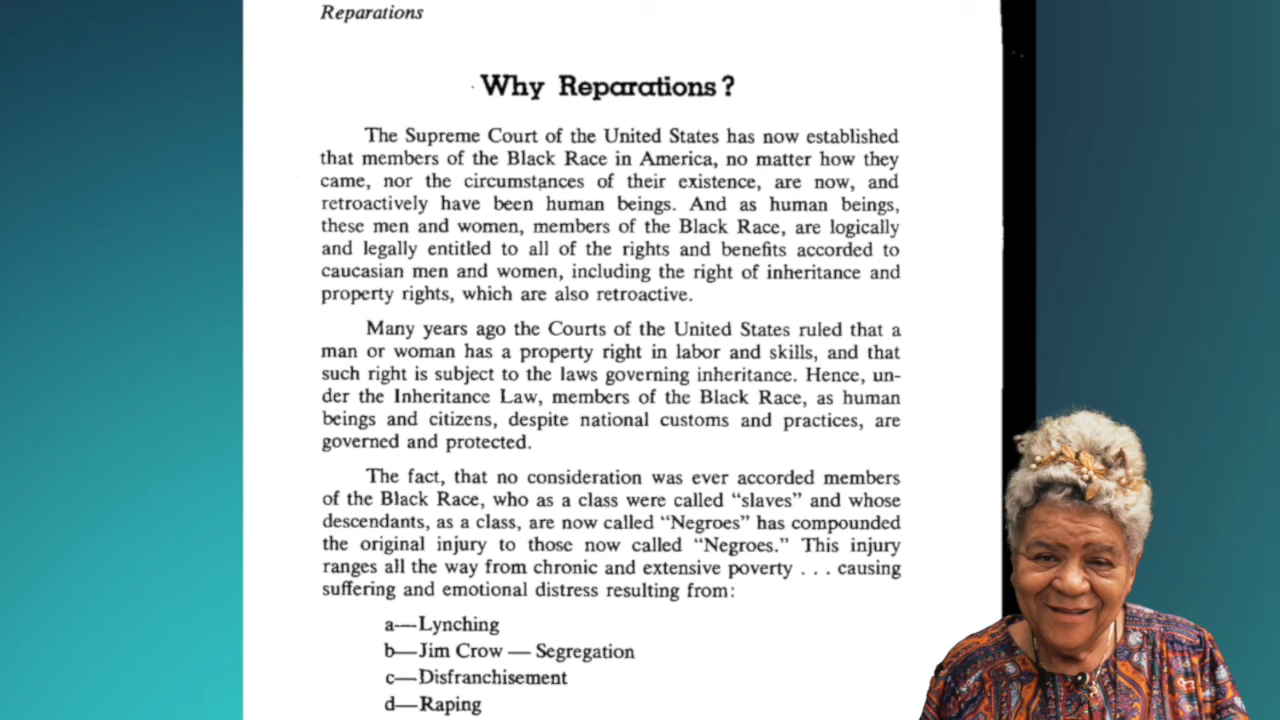 Reparations
Why Reparations?
The Supreme Court of the United States has now established
that members of the Black Race in America, no matter how they
came, nor the circumstances of their existence, are now, and
retroactively have been human beings. And as human beings,
these men and women, members of the Black Race, are logically
and legally entitled to all of the rights and benefits accorded to
caucasian men and women, including the right of inheritance and
property rights, which are also retroactive.
Many years ago the Courts of the United States ruled that a
man or woman has a property right in labor and skills, and that
such right is subject to the laws governing inheritance. Hence, un-
der the Inheritance Law, members of the Black Race, as human
beings and citizens, despite national customs and practices, are
governed and protected.
The fact, that no consideration was ever accorded members
of the Black Race, who as a class were called “slaves” and whose
descendants, as a class, are now called “Negroes” has compounded
the original injury to those now called “Negroes.” This injury
ranges all the way from chronic and extensive poverty . . . causing
suffering and emotional distress resulting from:
a—Lynching
b—Jim Crow — Segregation
c—Disfranchisement
d—Raping